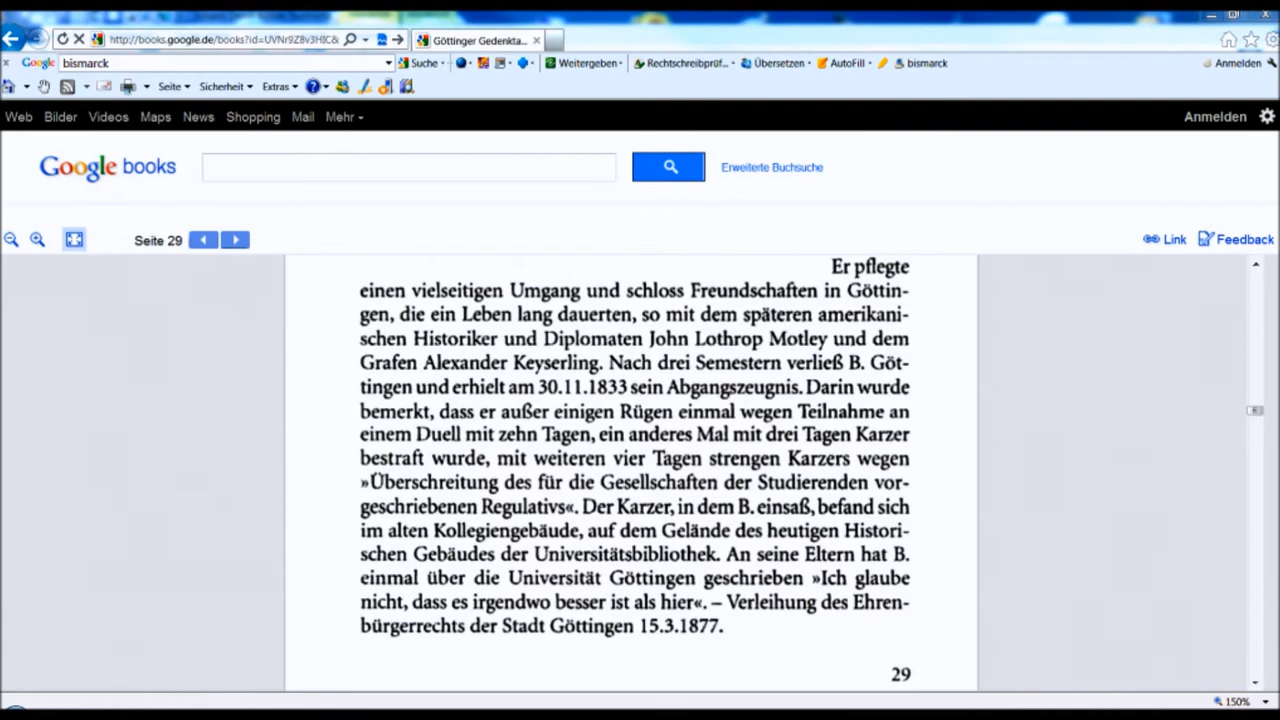 http://books.google.de/books?id=UVNr9Z8v3HIC&
Göttinger Gedenkta...
Google bismarck Suche Weitergeben Rechtschreibprüf... Übersetzen AutoFill bismarck Anmelden
Seite Sicherheit Extras
Web Bilder Videos Maps News Shopping Mail Mehr Anmelden
Google books Erweiterte Buchsuche
Seite 29 Link Feedback
Er pflegte
einen vielseitigen Umgang und schloss Freundschaften in Göttin-
gen, die ein Leben lang dauerten, so mit dem späteren amerikani-
schen Historiker und Diplomaten John Lothrop Motley und dem
Grafen Alexander Keyserling. Nach drei Semestern verließ B. Göt-
tingen und erhielt am 30.11.1833 sein Abgangszeugnis. Darin wurde
bemerkt, dass er außer einigen Rügen einmal wegen Teilnahme an
einem Duell mit zehn Tagen, ein anderes Mal mit drei Tagen Karzer
bestraft wurde, mit weiteren vier Tagen strengen Karzers wegen
»Überschreitung des für die Gesellschaften der Studierenden vor-
geschriebenen Regulativs«. Der Karzer, in dem B. einsaß, befand sich
im alten Kollegiengebäude, auf dem Gelände des heutigen Histori-
schen Gebäudes der Universitätsbibliothek. An seine Eltern hat B.
einmal über die Universität Göttingen geschrieben »Ich glaube
nicht, dass es irgendwo besser ist als hier«. – Verleihung des Ehren-
bürgerrechts der Stadt Göttingen 15.3.1877.
29
150%